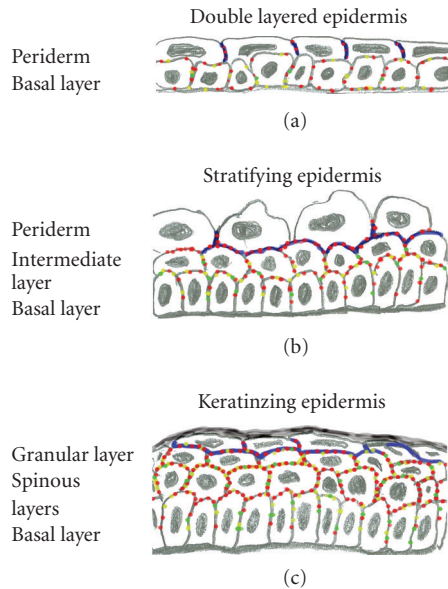 Double layered epidermis
Periderm
Basal layer
(a)
Stratifying epidermis
Periderm
Intermediate
layer
Basal layer
(b)
Keratinzing epidermis
Granular layer
Spinous
layers
Basal layer
(c)